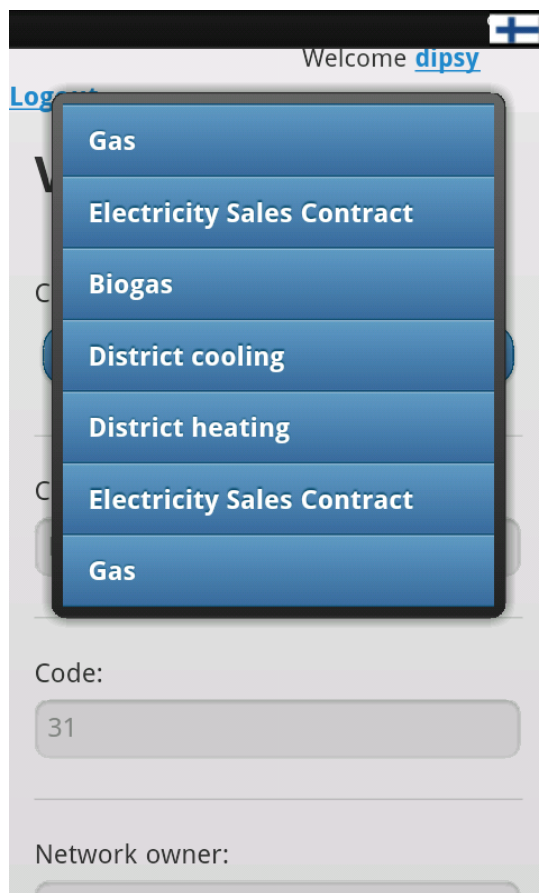 Welcome dipsy
Gas
Electricity Sales Contract
Biogas
District cooling
District heating
Electricity Sales Contract
Gas
Code:
31
Network owner: